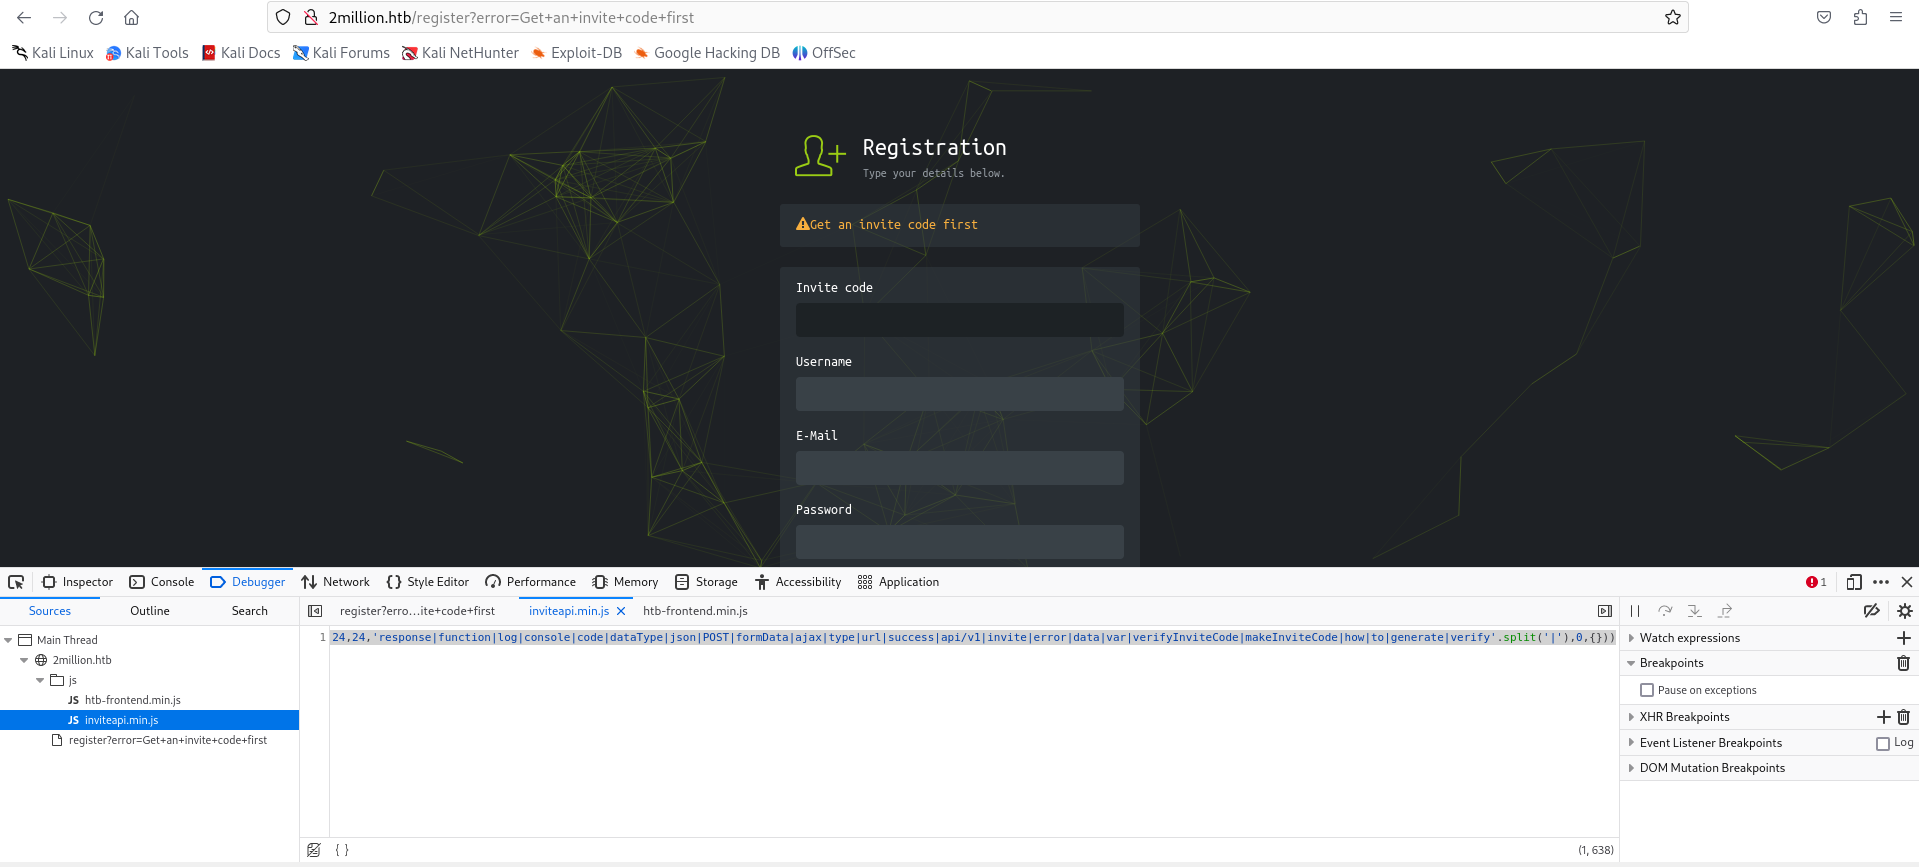 2million.htb/register?error=Get+an+invite+code+first
Kali Linux Kali Tools Kali Docs Kali Forums Kali NetHunter Exploit-DB Google Hacking DB OffSec
Registration
Type your details below.
Get an invite code first
Invite code
Username
E-Mail
Password
Inspector Console Debugger Network Style Editor Performance Memory Storage Accessibility Application 1
Sources Outline Search register?erro…ite+code+first inviteapi.min.js htb-frontend.min.js
1 24,24,'response|function|log|console|code|dataType|json|POST|formData|ajax|type|url|success|api/v1|invite|error|data|var|verifyInviteCode|makeInviteCode|how|to|generate|verify'.split('|'),0,{}))
Main Thread
2million.htb
js
JS htb-frontend.min.js
JS inviteapi.min.js
register?error=Get+an+invite+code+first
Watch expressions
Breakpoints
Pause on exceptions
XHR Breakpoints
Event Listener Breakpoints Log
DOM Mutation Breakpoints
{ } (1, 638)